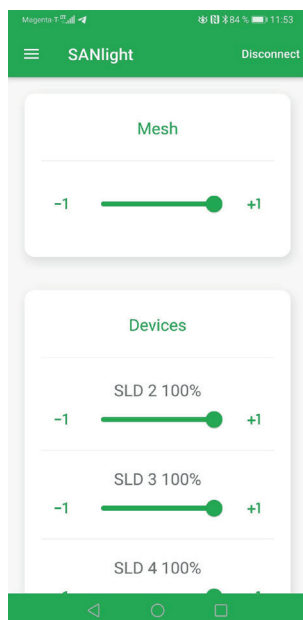 Magenta-T 84 % 11:53
SANlight Disconnect
Mesh
−1 +1
Devices
SLD 2 100%
−1 +1
SLD 3 100%
−1 +1
SLD 4 100%